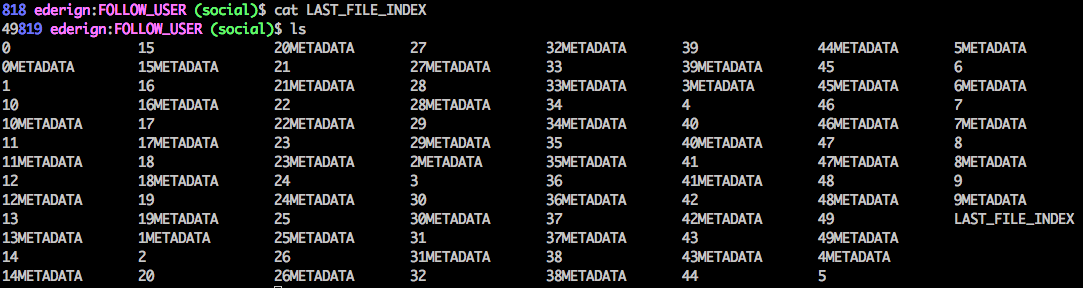 818 ederign:FOLLOW_USER (social)$ cat LAST_FILE_INDEX
49819 ederign:FOLLOW_USER (social)$ ls
0 15 20METADATA 27 32METADATA 39 44METADATA 5METADATA
0METADATA 15METADATA 21 27METADATA 33 39METADATA 45 6
1 16 21METADATA 28 33METADATA 3METADATA 45METADATA 6METADATA
10 16METADATA 22 28METADATA 34 4 46 7
10METADATA 17 22METADATA 29 34METADATA 40 46METADATA 7METADATA
11 17METADATA 23 29METADATA 35 40METADATA 47 8
11METADATA 18 23METADATA 2METADATA 35METADATA 41 47METADATA 8METADATA
12 18METADATA 24 3 36 41METADATA 48 9
12METADATA 19 24METADATA 30 36METADATA 42 48METADATA 9METADATA
13 19METADATA 25 30METADATA 37 42METADATA 49 LAST_FILE_INDEX
13METADATA 1METADATA 25METADATA 31 37METADATA 43 49METADATA
14 2 26 31METADATA 38 43METADATA 4METADATA
14METADATA 20 26METADATA 32 38METADATA 44 5